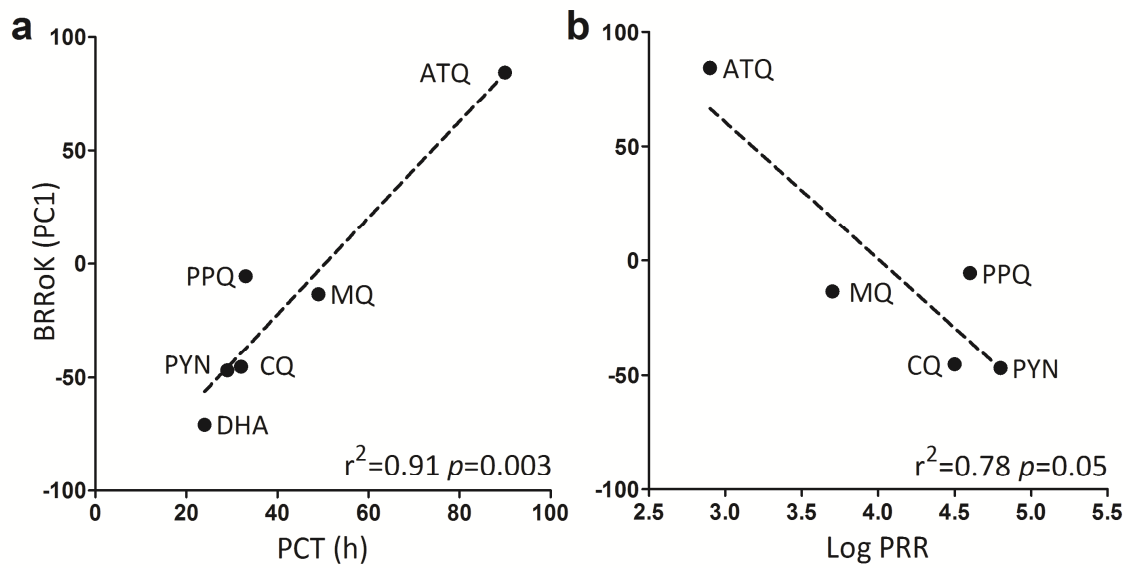 a
100
50
0
-50
-100
BRRoK (PC1)
ATQ
PPQ
MQ
PYN
CQ
DHA
r²=0.91 p=0.003
0
20
40
60
80
100
PCT (h)
b
100
50
0
-50
-100
ATQ
PPQ
MQ
CQ
PYN
r²=0.78 p=0.05
2.5
3.0
3.5
4.0
4.5
5.0
5.5
Log PRR